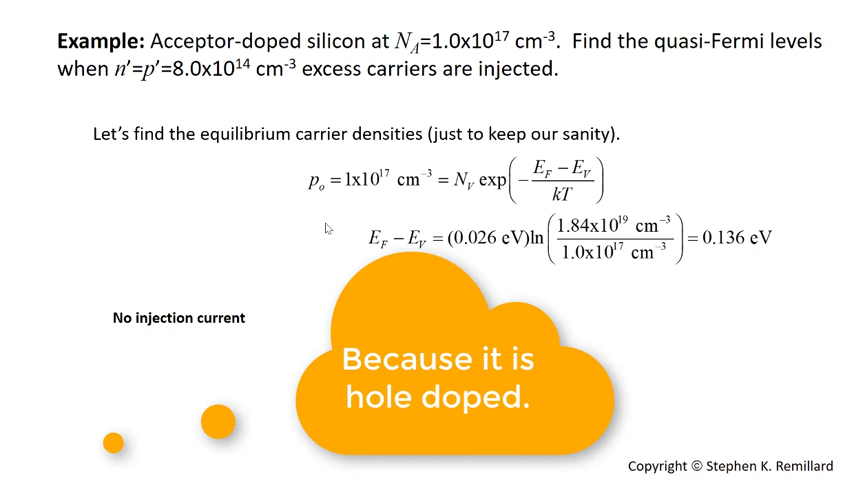 Example: Acceptor-doped silicon at N_A=1.0x10^17 cm^-3. Find the quasi-Fermi levels
when n'=p'=8.0x10^14 cm^-3 excess carriers are injected.
Let's find the equilibrium carrier densities (just to keep our sanity).
p_o = 1x10^17 cm^-3 = N_V exp(-(E_F - E_V)/kT)
E_F - E_V = (0.026 eV)ln(1.84x10^19 cm^-3/1.0x10^17 cm^-3) = 0.136 eV
No injection current
Because it is
hole doped.
Copyright © Stephen K. Remillard